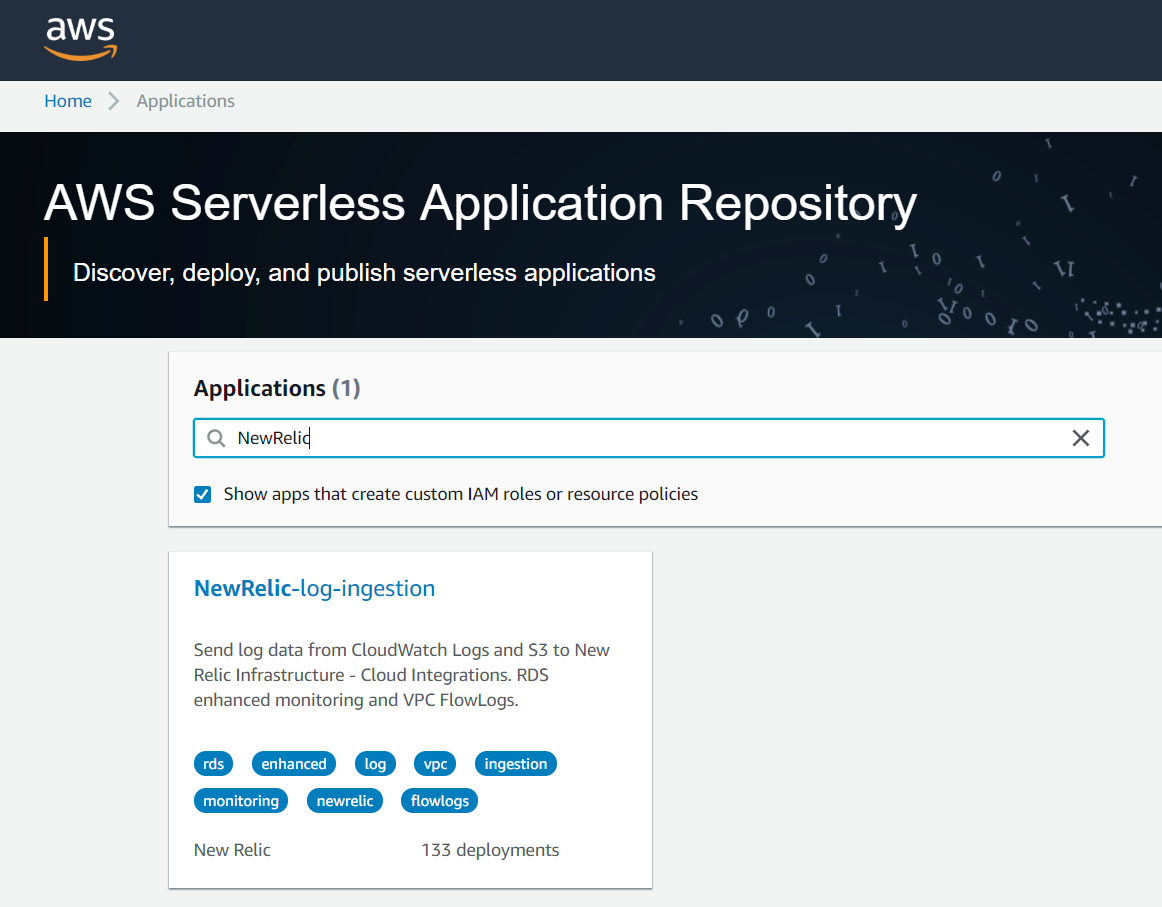 aws
Home
Applications
AWS Serverless Application Repository
Discover, deploy, and publish serverless applications
Applications (1)
NewRelic
Show apps that create custom IAM roles or resource policies
NewRelic-log-ingestion
Send log data from CloudWatch Logs and S3 to New
Relic Infrastructure - Cloud Integrations. RDS
enhanced monitoring and VPC FlowLogs.
rds enhanced log vpc ingestion
monitoring newrelic flowlogs
New Relic 133 deployments